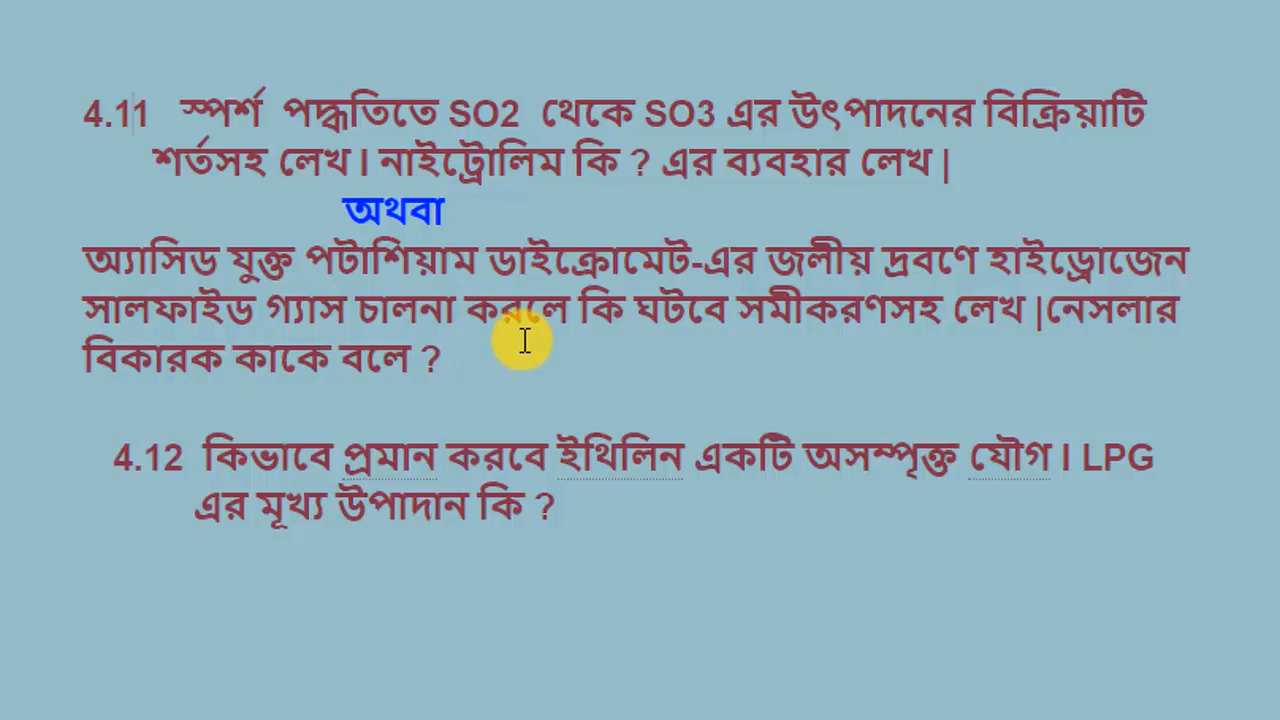 4.11 স্পর্শ পদ্ধতিতে SO2 থেকে SO3 এর উৎপাদনের বিক্রিয়াটি
শর্তসহ লেখ l নাইট্রোলিম কি ? এর ব্যবহার লেখ |
অথবা
অ্যাসিড যুক্ত পটাশিয়াম ডাইক্রোমেট-এর জলীয় দ্রবণে হাইড্রোজেন
সালফাইড গ্যাস চালনা করলে কি ঘটবে সমীকরণসহ লেখ |নেসলার
বিকারক কাকে বলে ?
4.12 কিভাবে প্রমান করবে ইথিলিন একটি অসম্পৃক্ত যৌগ l LPG
এর মূখ্য উপাদান কি ?